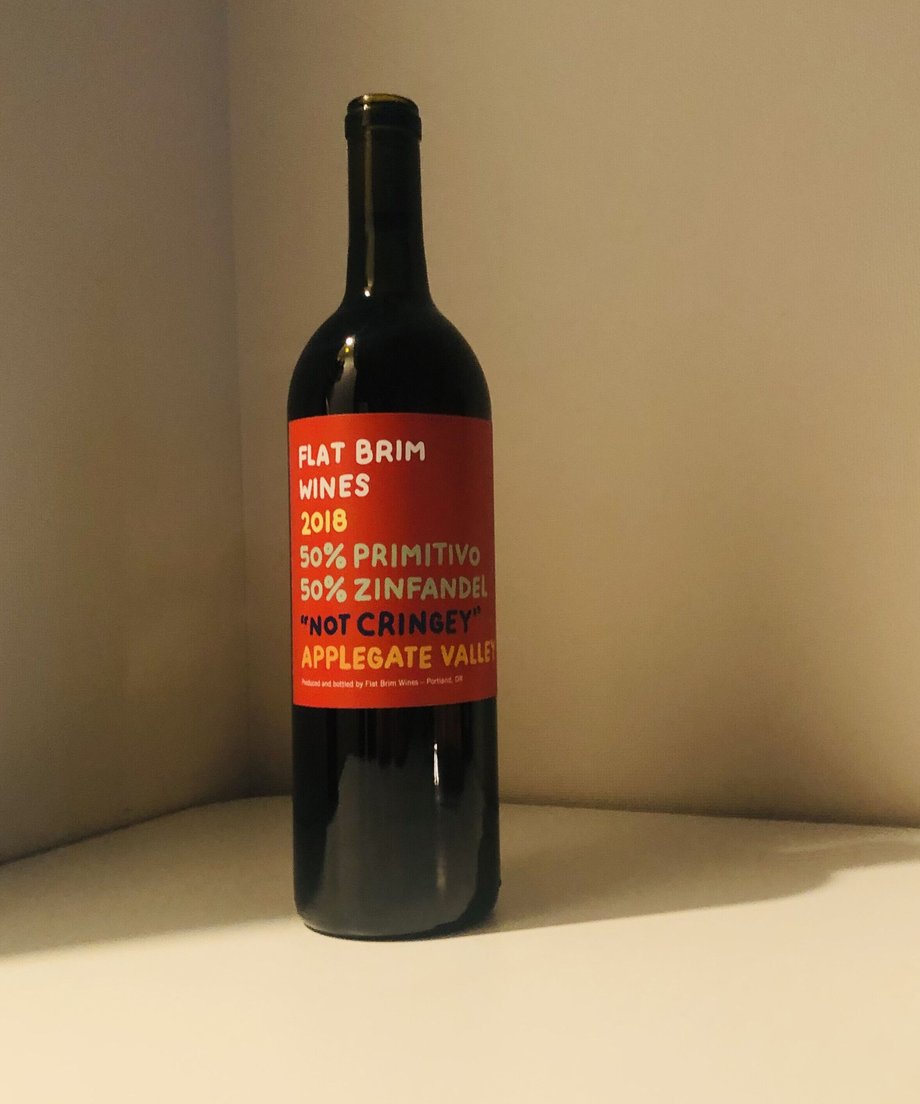 FLAT BRIM
WINES
2018
50% PRIMITIVO
50% ZINFANDEL
“NOT CRINGEY”
APPLEGATE VALLEY
Produced and bottled by Flat Brim Wines – Portland, OR